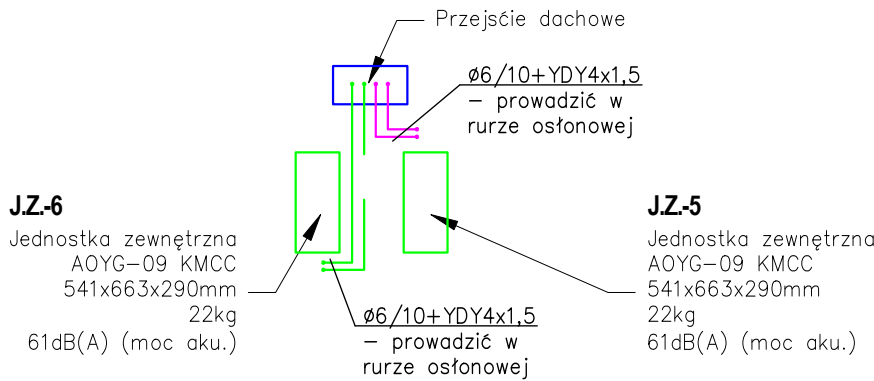 Przejście dachowe
ø6/10+YDY4x1,5
– prowadzić w
rurze osłonowej
J.Z.-6
Jednostka zewnętrzna
AOYG-09 KMCC
541x663x290mm
22kg
61dB(A) (moc aku.)
J.Z.-5
Jednostka zewnętrzna
AOYG-09 KMCC
541x663x290mm
22kg
61dB(A) (moc aku.)
ø6/10+YDY4x1,5
– prowadzić w
rurze osłonowej